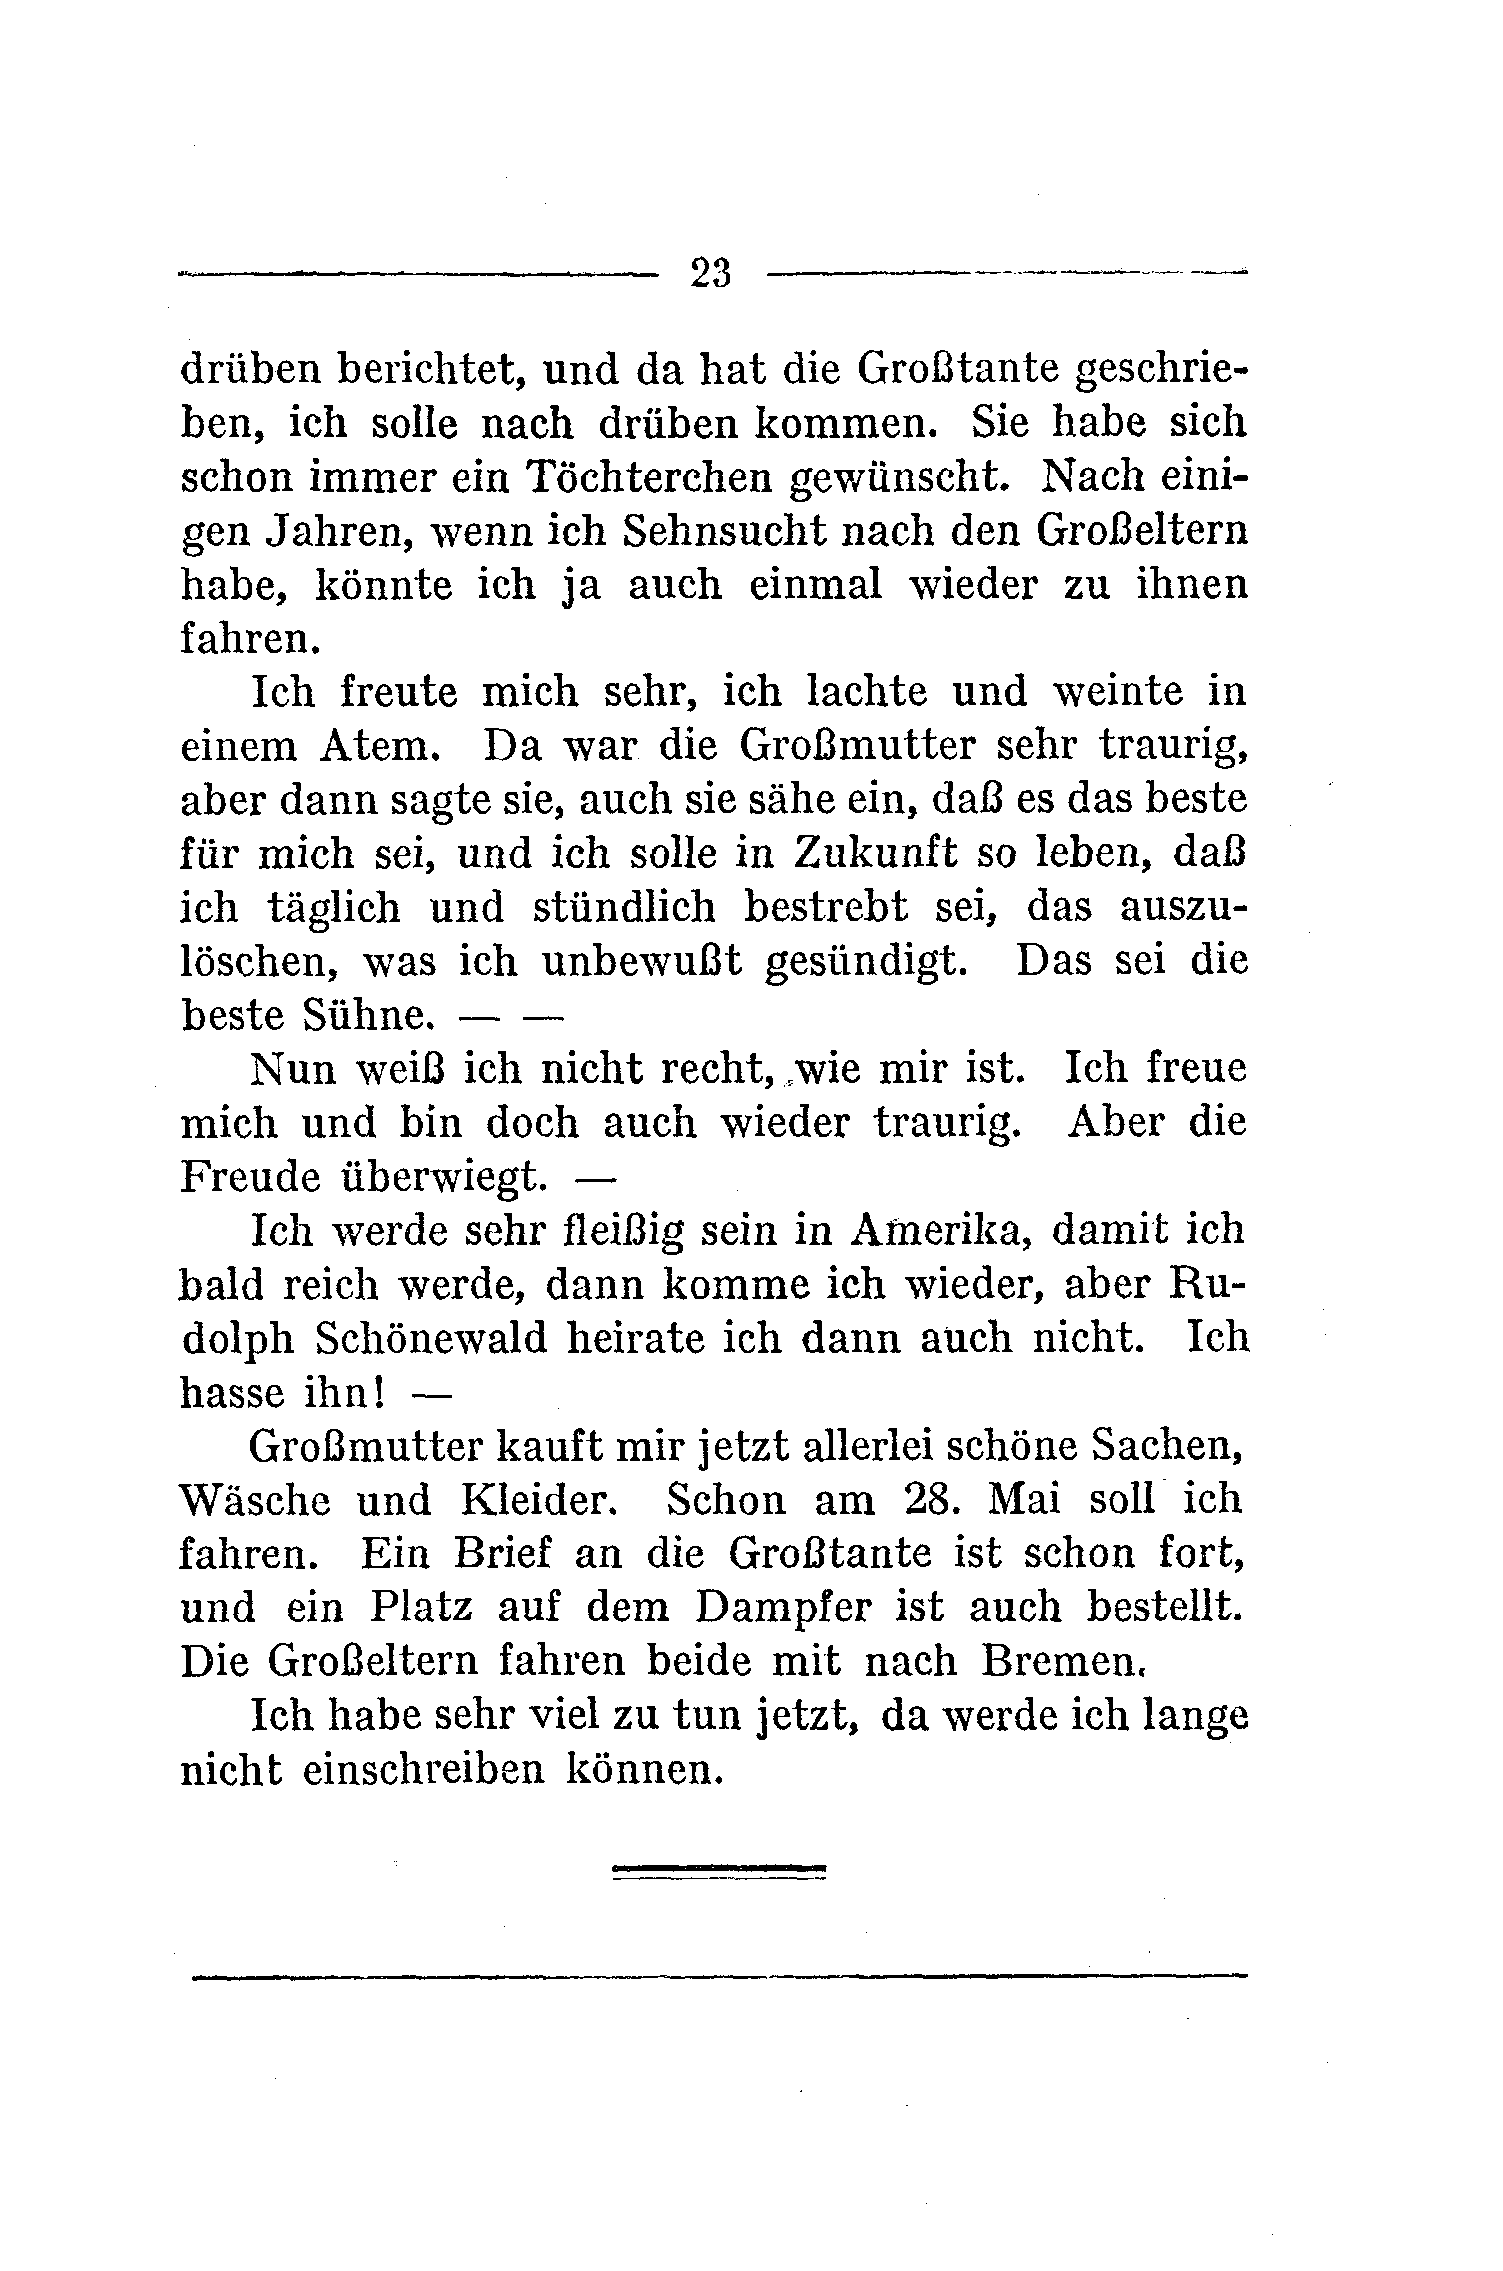 23
drüben berichtet, und da hat die Großtante geschrie-
ben, ich solle nach drüben kommen. Sie habe sich
schon immer ein Töchterchen gewünscht. Nach eini-
gen Jahren, wenn ich Sehnsucht nach den Großeltern
habe, könnte ich ja auch einmal wieder zu ihnen
fahren.
Ich freute mich sehr, ich lachte und weinte in
einem Atem. Da war die Großmutter sehr traurig,
aber dann sagte sie, auch sie sähe ein, daß es das beste
für mich sei, und ich solle in Zukunft so leben, daß
ich täglich und stündlich bestrebt sei, das auszu-
löschen, was ich unbewußt gesündigt. Das sei die
beste Sühne. — —
Nun weiß ich nicht recht, wie mir ist. Ich freue
mich und bin doch auch wieder traurig. Aber die
Freude überwiegt. —
Ich werde sehr fleißig sein in Amerika, damit ich
bald reich werde, dann komme ich wieder, aber Ru-
dolph Schönewald heirate ich dann auch nicht. Ich
hasse ihn! —
Großmutter kauft mir jetzt allerlei schöne Sachen,
Wäsche und Kleider. Schon am 28. Mai soll ich
fahren. Ein Brief an die Großtante ist schon fort,
und ein Platz auf dem Dampfer ist auch bestellt.
Die Großeltern fahren beide mit nach Bremen.
Ich habe sehr viel zu tun jetzt, da werde ich lange
nicht einschreiben können.